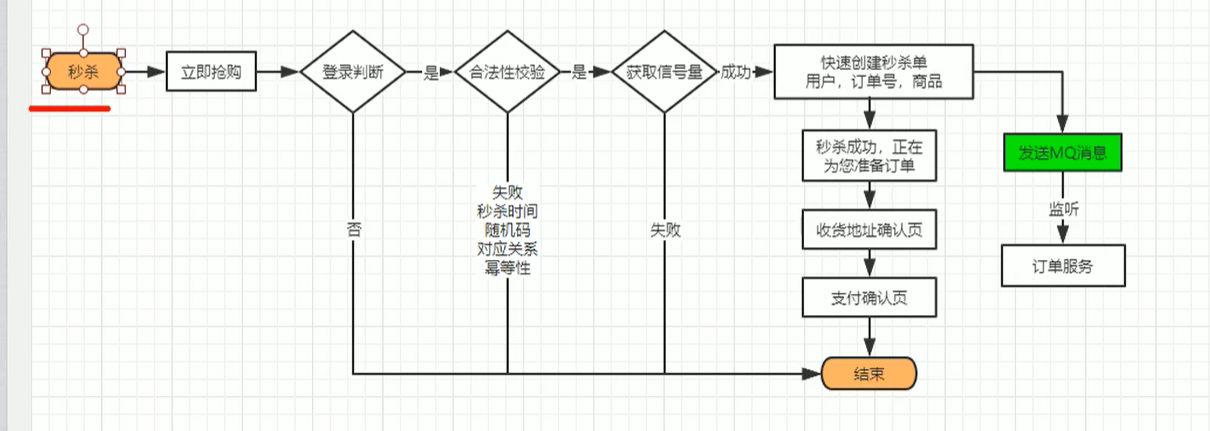 秒杀
立即抢购
登录判断
是
合法性校验
是
获取信号量
成功
快速创建秒杀单
用户，订单号，商品
秒杀成功，正在
为您准备订单
发送MQ消息
失败
秒杀时间
随机码
对应关系
幂等性
否
失败
收货地址确认页
监听
订单服务
支付确认页
结束